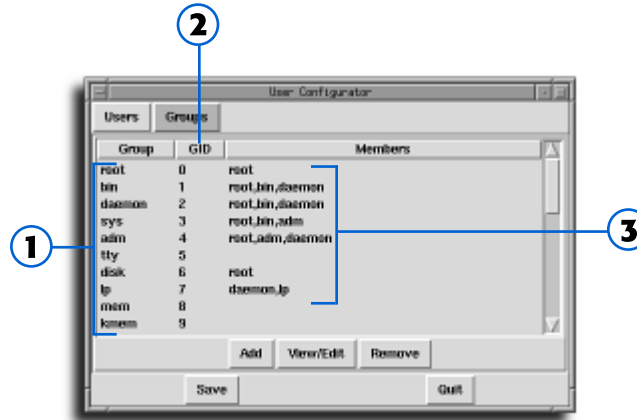 2
User Configurator
Users Groups
Group GID Members
root 0 root
bin 1 root,bin,daemon
daemon 2 root,bin,daemon
sys 3 root,bin,adm
adm 4 root,adm,daemon
tty 5
disk 6 root
lp 7 daemon,lp
mem 8
kmem 9
1
3
Add View/Edit Remove
Save Quit